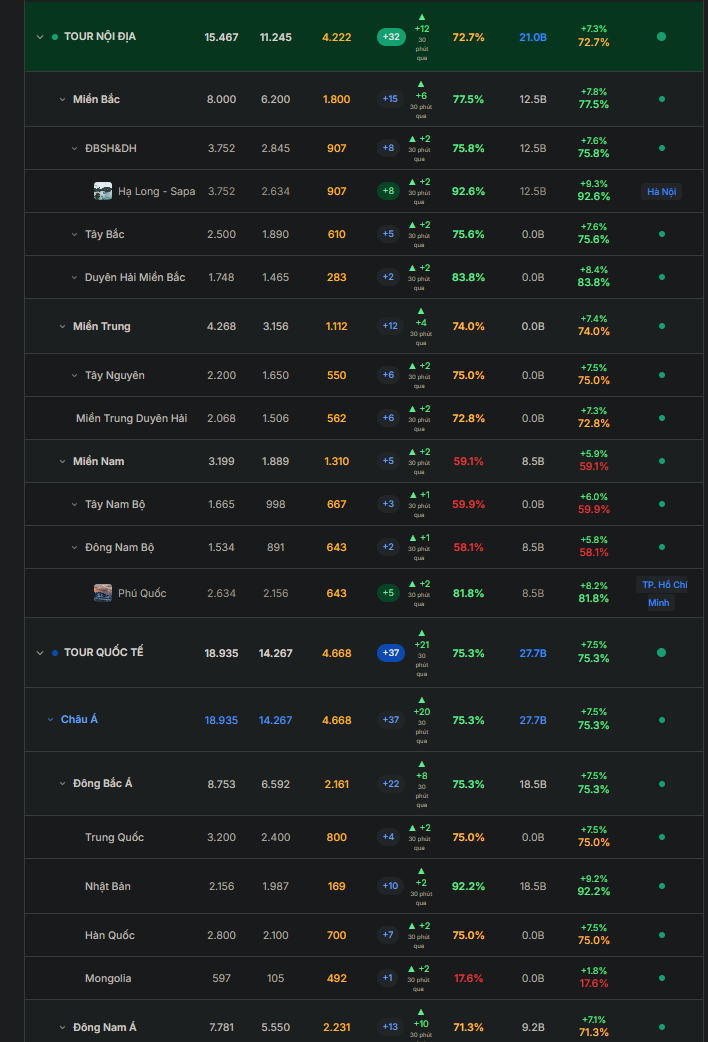 TOUR NỘI ĐỊA 15.467 11.245 4.222 +32 ▲ +12 30 phút qua 72.7% 21.0B +7.3% 72.7%
Miền Bắc 8.000 6.200 1.800 +15 ▲ +6 30 phút qua 77.5% 12.5B +7.8% 77.5%
ĐBSH&DH 3.752 2.845 907 +8 ▲ +2 30 phút qua 75.8% 12.5B +7.6% 75.8%
Hạ Long - Sapa 3.752 2.634 907 +8 ▲ +2 30 phút qua 92.6% 12.5B +9.3% 92.6% Hà Nội
Tây Bắc 2.500 1.890 610 +5 ▲ +2 30 phút qua 75.6% 0.0B +7.6% 75.6%
Duyên Hải Miền Bắc 1.748 1.465 283 +2 ▲ +2 30 phút qua 83.8% 0.0B +8.4% 83.8%
Miền Trung 4.268 3.156 1.112 +12 ▲ +4 30 phút qua 74.0% 0.0B +7.4% 74.0%
Tây Nguyên 2.200 1.650 550 +6 ▲ +2 30 phút qua 75.0% 0.0B +7.5% 75.0%
Miền Trung Duyên Hải 2.068 1.506 562 +6 ▲ +2 30 phút qua 72.8% 0.0B +7.3% 72.8%
Miền Nam 3.199 1.889 1.310 +5 ▲ +2 30 phút qua 59.1% 8.5B +5.9% 59.1%
Tây Nam Bộ 1.665 998 667 +3 ▲ +1 30 phút qua 59.9% 0.0B +6.0% 59.9%
Đông Nam Bộ 1.534 891 643 +2 ▲ +1 30 phút qua 58.1% 8.5B +5.8% 58.1%
Phú Quốc 2.634 2.156 643 +5 ▲ +2 30 phút qua 81.8% 8.5B +8.2% 81.8% TP. Hồ Chí Minh
TOUR QUỐC TẾ 18.935 14.267 4.668 +37 ▲ +21 30 phút qua 75.3% 27.7B +7.5% 75.3%
Châu Á 18.935 14.267 4.668 +37 ▲ +20 30 phút qua 75.3% 27.7B +7.5% 75.3%
Đông Bắc Á 8.753 6.592 2.161 +22 ▲ +8 30 phút qua 75.3% 18.5B +7.5% 75.3%
Trung Quốc 3.200 2.400 800 +4 ▲ +2 30 phút qua 75.0% 0.0B +7.5% 75.0%
Nhật Bản 2.156 1.987 169 +10 ▲ +2 30 phút qua 92.2% 18.5B +9.2% 92.2%
Hàn Quốc 2.800 2.100 700 +7 ▲ +2 30 phút qua 75.0% 0.0B +7.5% 75.0%
Mongolia 597 105 492 +1 ▲ +2 30 phút qua 17.6% 0.0B +1.8% 17.6%
Đông Nam Á 7.781 5.550 2.231 +13 ▲ +10 30 phút 71.3% 9.2B +7.1% 71.3%